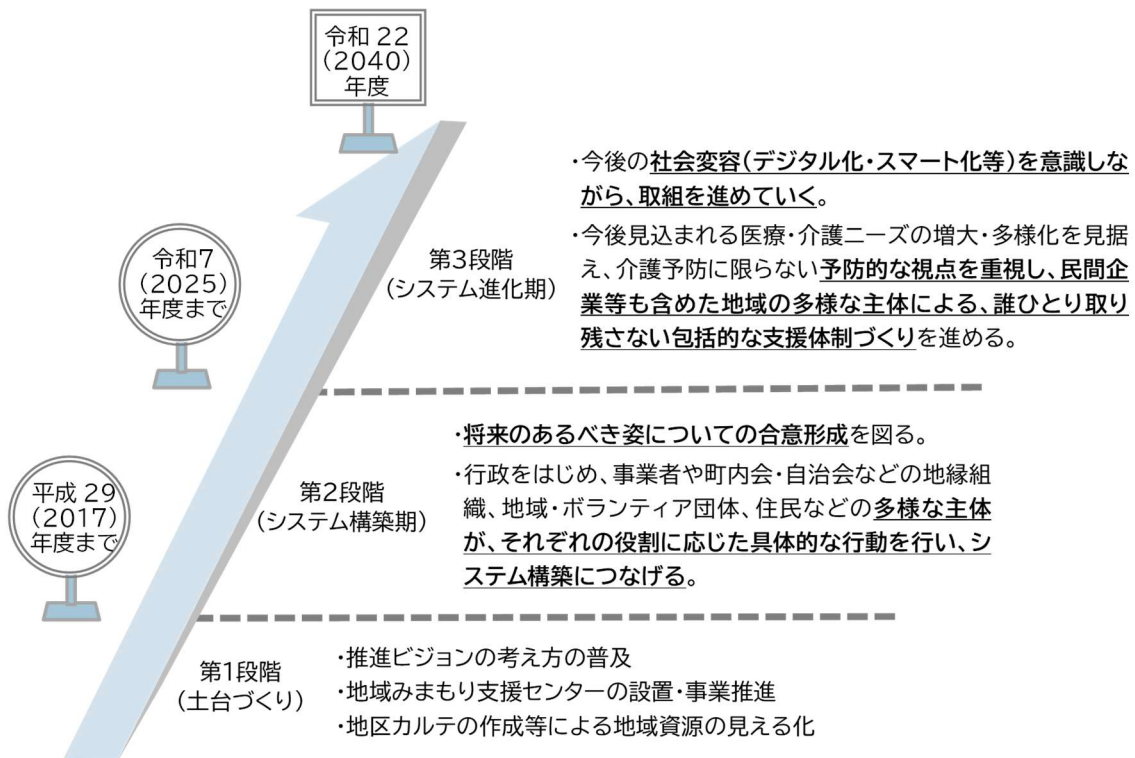 令和 22
(2040)
年度
・今後の社会変容(デジタル化・スマート化等)を意識しな
がら、取組を進めていく。
・今後見込まれる医療・介護ニーズの増大・多様化を見据
え、介護予防に限らない予防的な視点を重視し、民間企
業等も含めた地域の多様な主体による、誰ひとり取り
残さない包括的な支援体制づくりを進める。
第3段階
(システム進化期)
令和7
(2025)
年度まで
・将来のあるべき姿についての合意形成を図る。
・行政をはじめ、事業者や町内会・自治会などの地縁組
織、地域・ボランティア団体、住民などの多様な主体
が、それぞれの役割に応じた具体的な行動を行い、シ
ステム構築につなげる。
第2段階
(システム構築期)
平成 29
(2017)
年度まで
第1段階
(土台づくり)
・推進ビジョンの考え方の普及
・地域みまもり支援センターの設置・事業推進
・地区カルテの作成等による地域資源の見える化